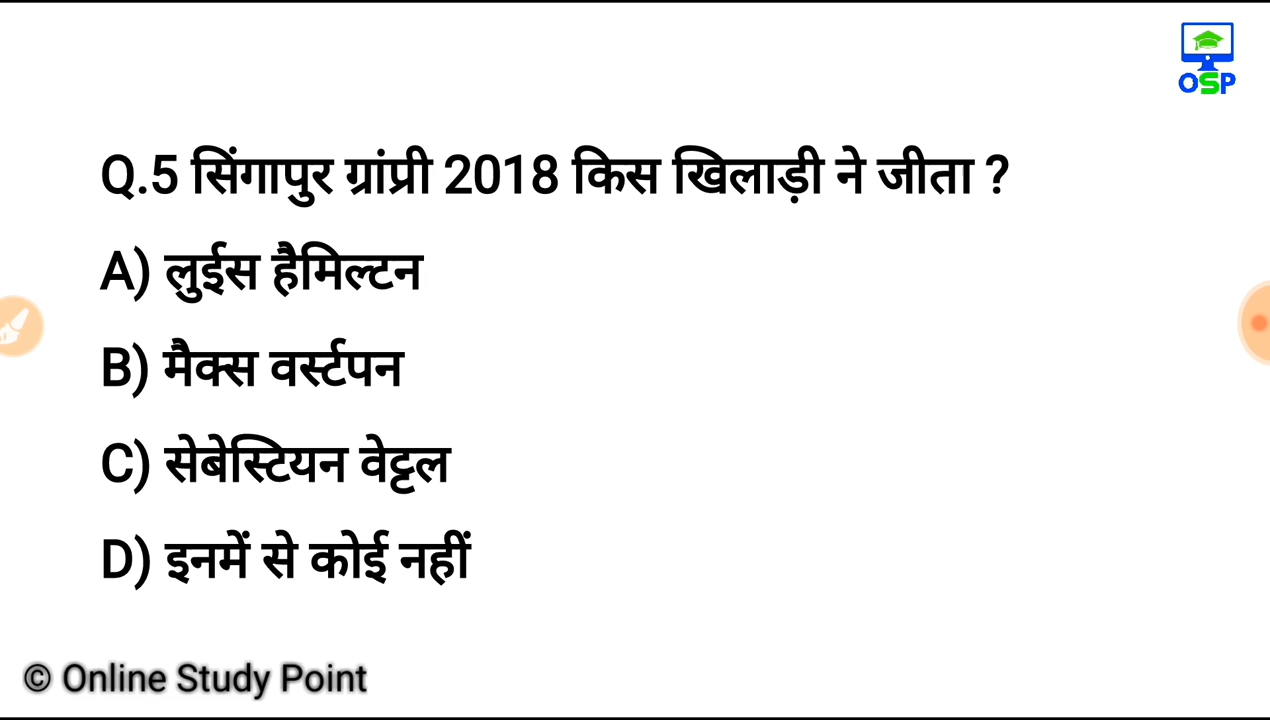 OSP
Q.5 सिंगापुर ग्रांप्री 2018 किस खिलाड़ी ने जीता ?
A) लुईस हैमिल्टन
B) मैक्स वर्स्टपन
C) सेबेस्टियन वेट्टल
D) इनमें से कोई नहीं
© Online Study Point